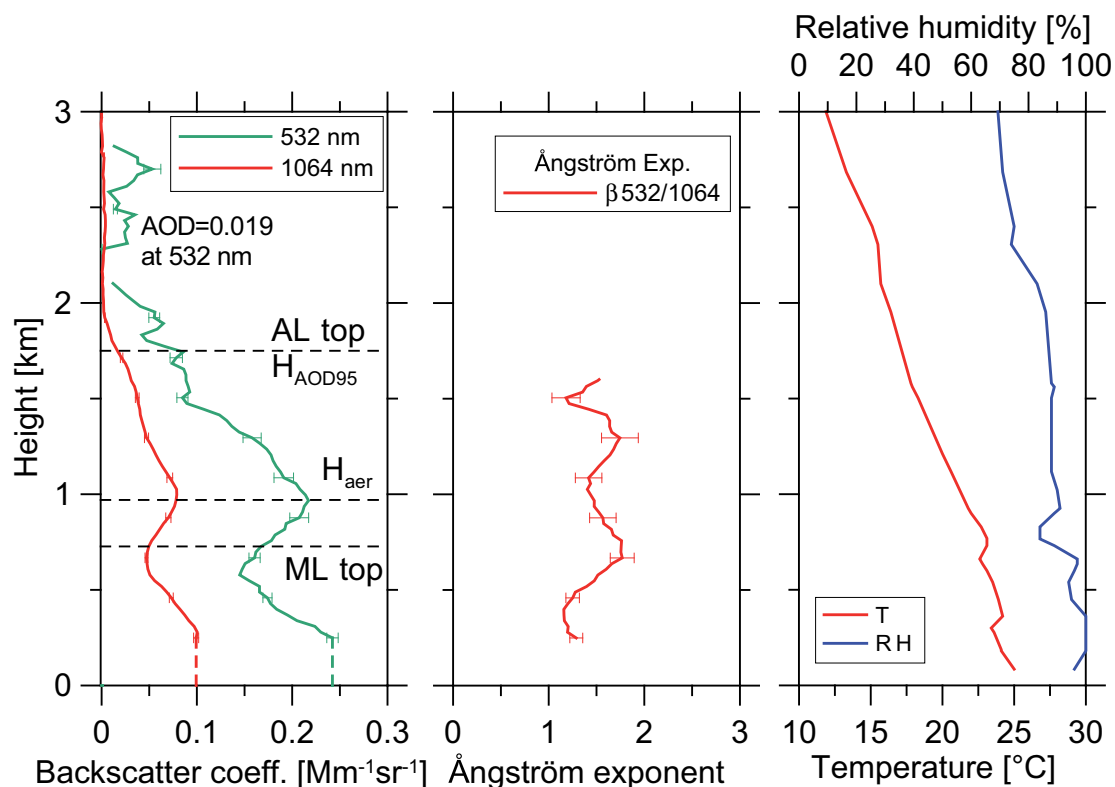 Relative humidity [%]
0 20 40 60 80 100
3
2
1
0
Height [km]
532 nm
1064 nm
AOD=0.019
at 532 nm
AL top
H_AOD95
H_aer
ML top
0 0.1 0.2 0.3
Backscatter coeff. [Mm⁻¹sr⁻¹]
Ångström Exp.
β532/1064
0 1 2 3
Ångström exponent
T
RH
10 15 20 25 30
Temperature [°C]